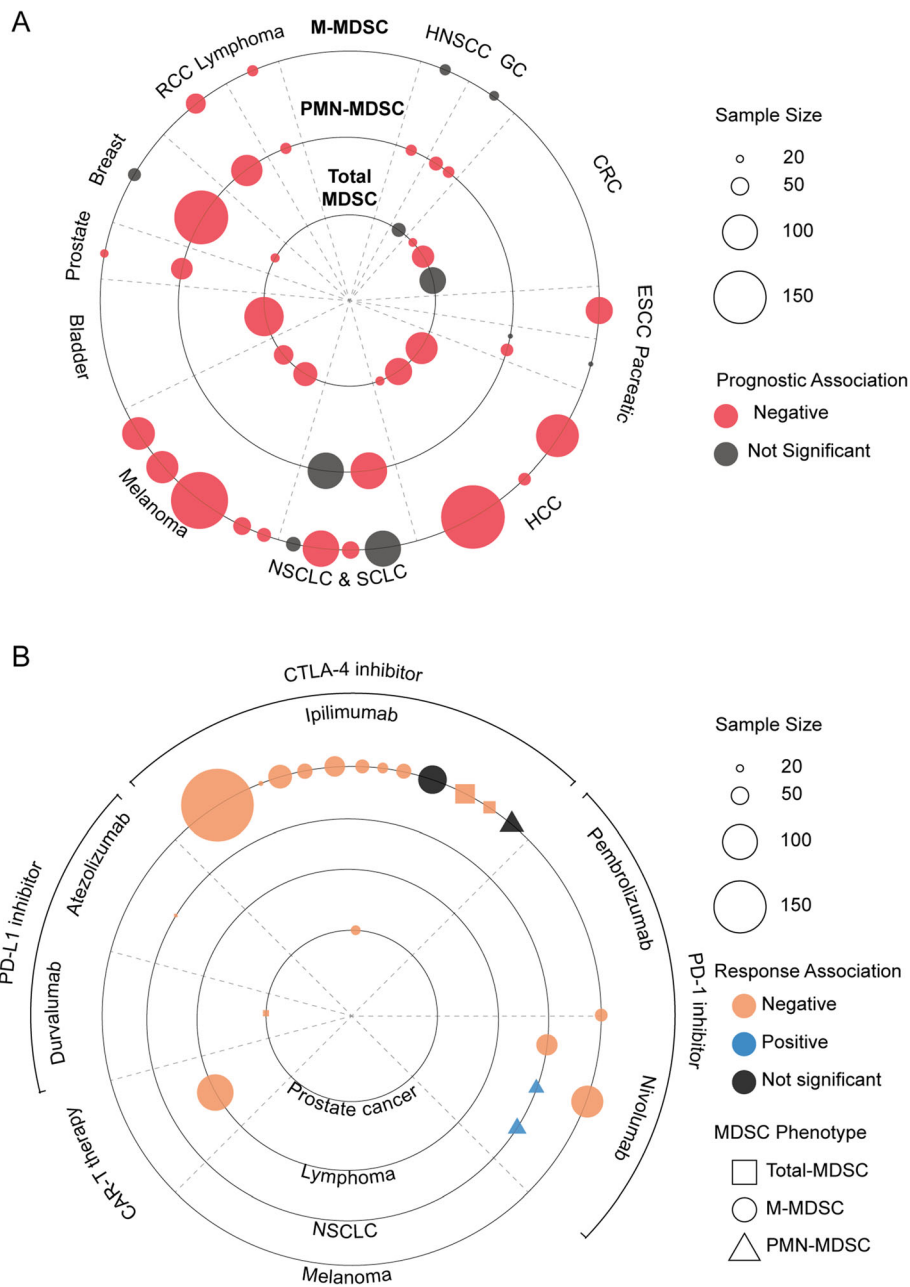 A
M-MDSC
HNSCC GC
RCC Lymphoma
PMN-MDSC
Breast
Total
MDSC
CRC
Prostate
Bladder
ESCC Pacreatic
Melanoma
HCC
NSCLC & SCLC
Sample Size
20
50
100
150
Prognostic Association
Negative
Not Significant
B
CTLA-4 inhibitor
Ipilimumab
Atezolizumab
PD-L1 inhibitor
Durvalumab
CAR-T therapy
Pembrolizumab
PD-1 inhibitor
Nivolumab
Prostate cancer
Lymphoma
NSCLC
Melanoma
Sample Size
20
50
100
150
Response Association
Negative
Positive
Not significant
MDSC Phenotype
Total-MDSC
M-MDSC
PMN-MDSC